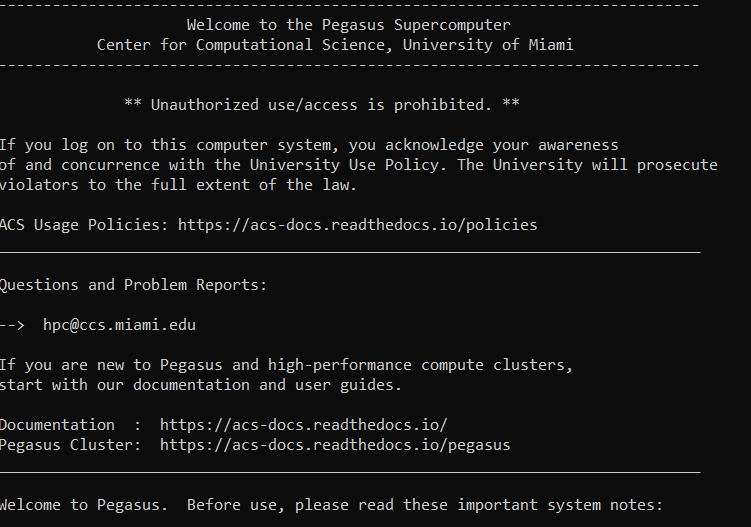 -------------------------------------------------------------------------------
Welcome to the Pegasus Supercomputer
Center for Computational Science, University of Miami
-------------------------------------------------------------------------------
** Unauthorized use/access is prohibited. **
If you log on to this computer system, you acknowledge your awareness
of and concurrence with the University Use Policy. The University will prosecute
violators to the full extent of the law.
ACS Usage Policies: https://acs-docs.readthedocs.io/policies
_______________________________________________________________________________
Questions and Problem Reports:
--> hpc@ccs.miami.edu
If you are new to Pegasus and high-performance compute clusters,
start with our documentation and user guides.
Documentation : https://acs-docs.readthedocs.io/
Pegasus Cluster: https://acs-docs.readthedocs.io/pegasus
_______________________________________________________________________________
Welcome to Pegasus. Before use, please read these important system notes: